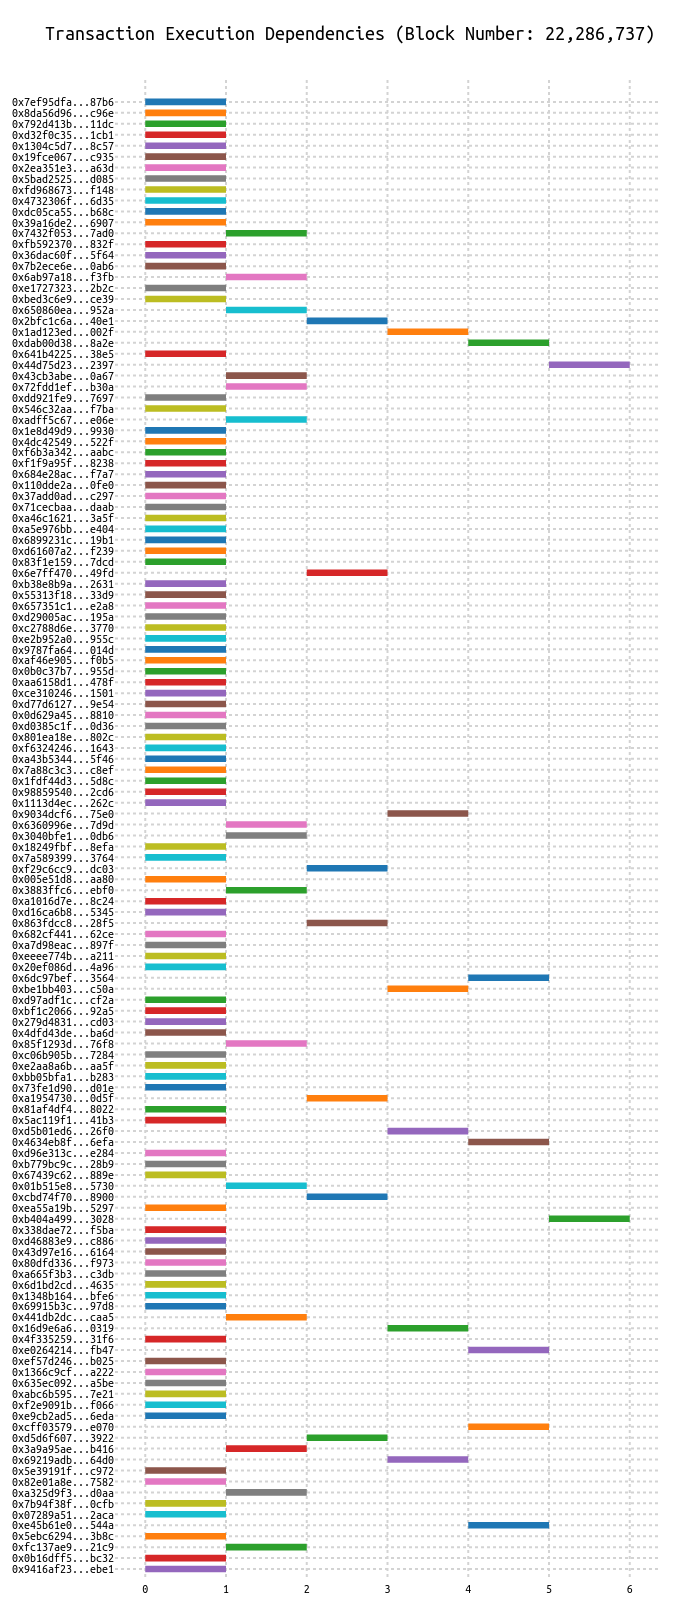 Transaction Execution Dependencies (Block Number: 22,286,737)
0x7ef95dfa...87b6
0x8da56d96...c96e
0x792d413b...11dc
0xd32f0c35...1cb1
0x1304c5d7...8c57
0x19fce067...c935
0x2ea351e3...a63d
0x5bad2525...d085
0xfd968673...f148
0x4732306f...6d35
0xdc05ca55...b68c
0x39a16de2...6907
0x7432f053...7ad0
0xfb592370...832f
0x36dac60f...5f64
0x7b2ece6e...0ab6
0x6ab97a18...f3fb
0xe1727323...2b2c
0xbed3c6e9...ce39
0x650860ea...952a
0x2bfc1c6a...40e1
0x1ad123ed...002f
0xdab00d38...8a2e
0x641b4225...38e5
0x44d75d23...2397
0x43cb3abe...0a67
0x72fdd1ef...b30a
0xdd921fe9...7697
0x546c32aa...f7ba
0xadff5c67...e06e
0x1e8d49d9...9930
0x4dc42549...522f
0xf6b3a342...aabc
0xf1f9a95f...8238
0x684e28ac...f7a7
0x110dde2a...0fe0
0x37add0ad...c297
0x71cecbaa...daab
0xa46c1621...3a5f
0xa5e976bb...e404
0x6899231c...19b1
0xd61607a2...f239
0x83f1e159...7dcd
0x6e7ff470...49fd
0xb38e8b9a...2631
0x55313f18...33d9
0x657351c1...e2a8
0xd29005ac...195a
0xc2788d6e...3770
0xe2b952a0...955c
0x9787fa64...014d
0xaf46e905...f0b5
0x0b0c37b7...955d
0xaa6158d1...478f
0xce310246...1501
0xd77d6127...9e54
0x0d629a45...8810
0xd0385c1f...0d36
0x801ea18e...802c
0xf6324246...1643
0xa43b5344...5f46
0x7a88c3c3...c8ef
0x1fdf44d3...5d8c
0x98859540...2cd6
0x1113d4ec...262c
0x9034dcf6...75e0
0x6360996e...7d9d
0x3040bfe1...0db6
0x18249fbf...8efa
0x7a589399...3764
0xf29c6cc9...dc03
0x005e51d8...aa80
0x3883ffc6...ebf0
0xa1016d7e...8c24
0xd16ca6b8...5345
0x863fdcc8...28f5
0x682cf441...62ce
0xa7d98eac...897f
0xeeee774b...a211
0x20ef086d...4a96
0x6dc97bef...3564
0xbe1bb403...c50a
0xd97adf1c...cf2a
0xbf1c2066...92a5
0x279d4831...cd03
0x4dfd43de...ba6d
0x85f1293d...76f8
0xc06b905b...7284
0xe2aa8a6b...aa5f
0xbb05bfa1...b283
0x73fe1d90...d01e
0xa1954730...0d5f
0x81af4df4...8022
0x5ac119f1...41b3
0xd5b01ed6...26f0
0x4634eb8f...6efa
0xd96e313c...e284
0xb779bc9c...28b9
0x67439c62...889e
0x01b515e8...5730
0xcbd74f70...8900
0xea55a19b...5297
0xb404a499...3028
0x338dae72...f5ba
0xd46883e9...c886
0x43d97e16...6164
0x80dfd336...f973
0xa665f3b3...c3db
0x6d1bd2cd...4635
0x1348b164...bfe6
0x69915b3c...97d8
0x441db2dc...caa5
0x16d9e6a6...0319
0x4f335259...31f6
0xe0264214...fb47
0xef57d246...b025
0x1366c9cf...a222
0x635ec092...a5be
0xabc6b595...7e21
0xf2e9091b...f066
0xe9cb2ad5...6eda
0xcff03579...e070
0xd5d6f607...3922
0x3a9a95ae...b416
0x69219adb...64d0
0x5e39191f...c972
0x82e01a8e...7582
0xa325d9f3...d0aa
0x7b94f38f...0cfb
0x07289a51...2aca
0xe45b61e0...544a
0x5ebc6294...3b8c
0xfc137ae9...21c9
0x0b16dff5...bc32
0x9416af23...ebe1
0 1 2 3 4 5 6